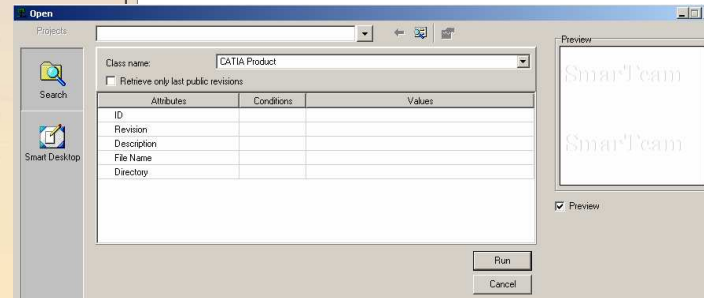 Open
Projects
Preview
Class name: CATIA Product
Retrieve only last public revisions
Search
Attributes Conditions Values
ID
Revision
Description
File Name
Directory
Smart Desktop
SmarTeam
SmarTeam
Preview
Run
Cancel